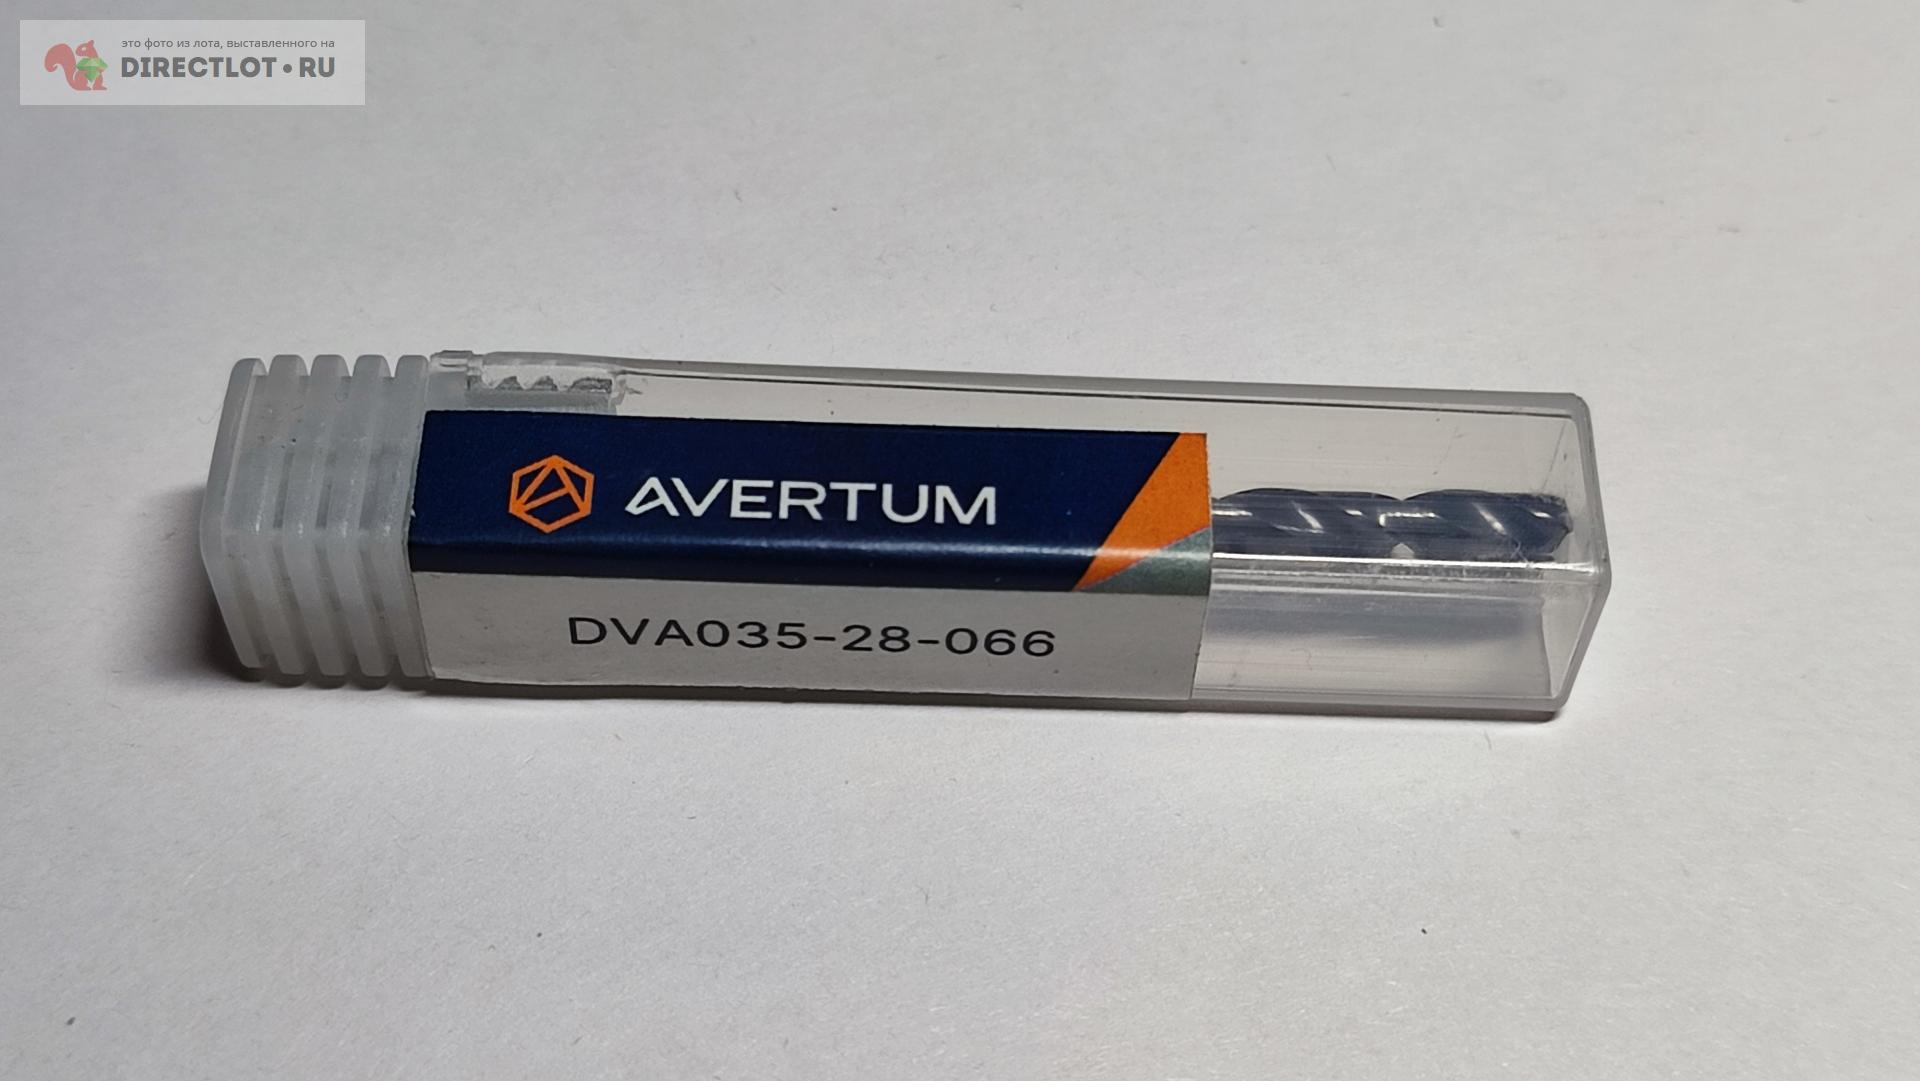 это фото из лота, выставленного на
DIRECTLOT•RU
AVERTUM
DVA035-28-066